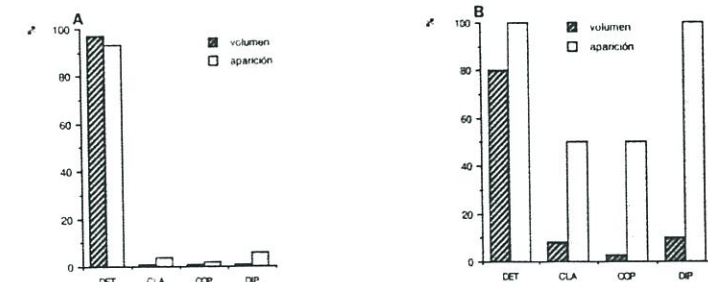 A
%
100
80
60
40
20
0
volumen
aparición
DET
CLA
COP
DIP
B
%
100
80
60
40
20
0
volumen
aparición
DET
CLA
COP
DIP